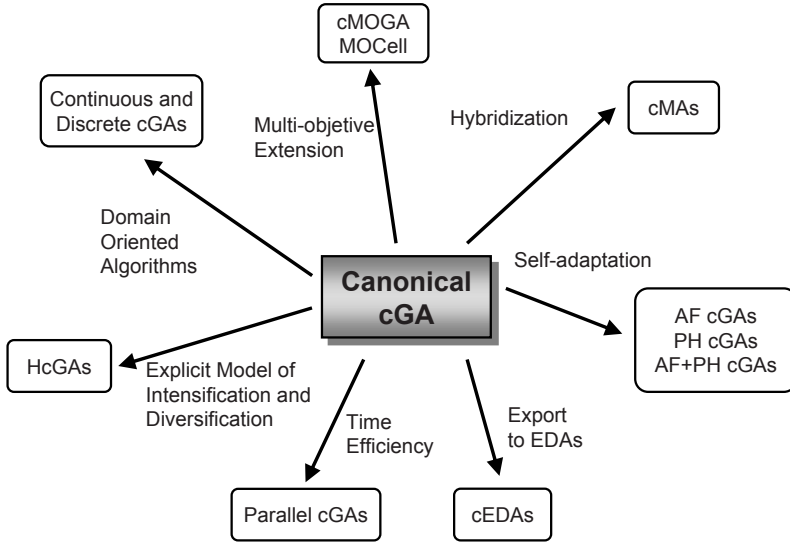 cMOGA
MOCell
Continuous and
Discrete cGAs
Multi-objetive
Extension
Hybridization
cMAs
Domain
Oriented
Algorithms
Canonical
cGA
Self-adaptation
AF cGAs
PH cGAs
AF+PH cGAs
HcGAs
Explicit Model of
Intensification and
Diversification
Time
Efficiency
Export
to EDAs
Parallel cGAs
cEDAs